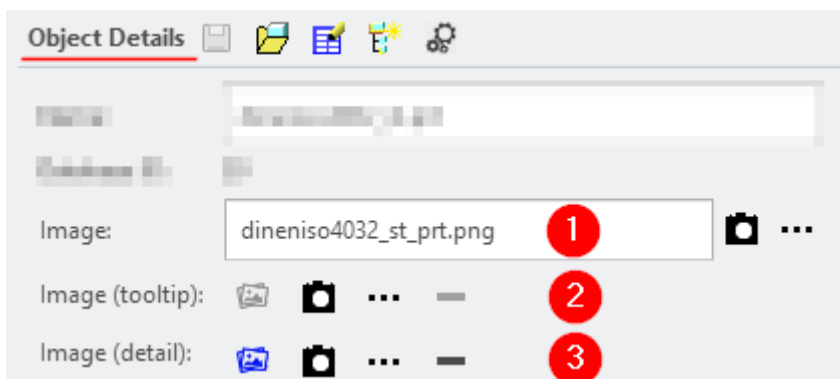 Object Details
Image: dineniso4032_st_prt.png 1
Image (tooltip): 2
Image (detail): 3